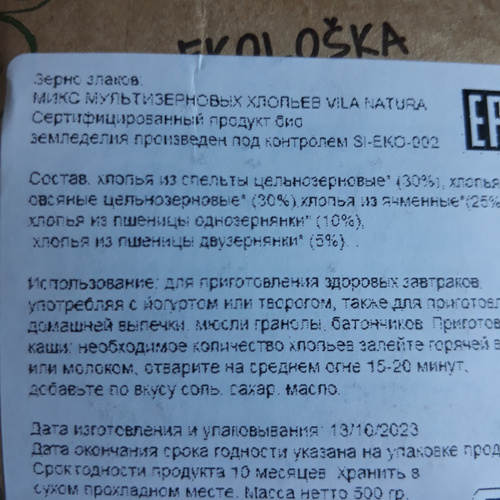 EKOLOŠKA
Зерно злаков:
МИКС МУЛЬТИЗЕРНОВЫХ ХЛОПЬЕВ VILA NATURA
Сертифицированный продукт био
земледелия произведен под контролем SI-EKO-002
Состав: хлопья из спельты цельнозерновые* (30%), хлопья
овсяные цельнозерновые* (30%),хлопья из ячменные*(25%
хлопья из пшеницы однозернянки* (10%),
хлопья из пшеницы двузернянки* (5%).
Использование: для приготовления здоровых завтраков,
употребляя с йогуртом или творогом, также для приготовл
домашней выпечки, мюсли гранолы, батончиков. Приготов
каши: необходимое количество хлопьев залейте горячей в
или молоком, отварите на среднем огне 15-20 минут,
добавьте по вкусу соль, сахар, масло.
Дата изготовления и упаковывания: 13/10/2023
Дата окончания срока годности указана на упаковке прод
Срок годности продукта 10 месяцев. Хранить в
сухом прохладном месте. Масса нетто 500 гр